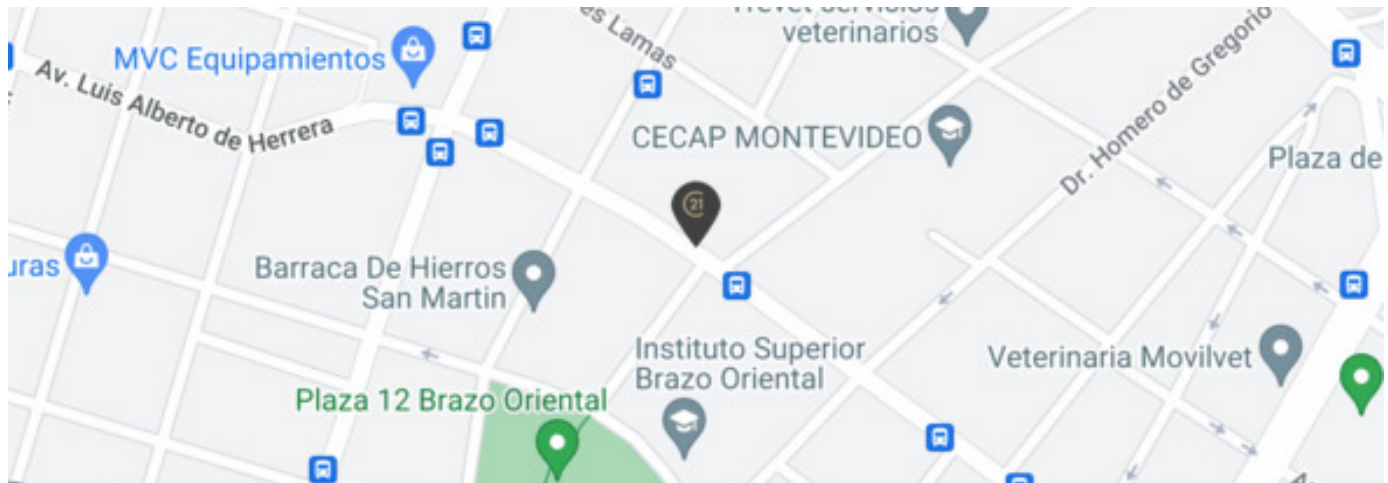 servicios
veterinarios
MVC Equipamientos
es Lamas
Av. Luis Alberto de Herrera
CECAP MONTEVIDEO
Dr. Homero de Gregorio
Plaza de
21
uras
Barraca De Hierros
San Martin
Instituto Superior
Brazo Oriental
Veterinaria Movilvet
Plaza 12 Brazo Oriental